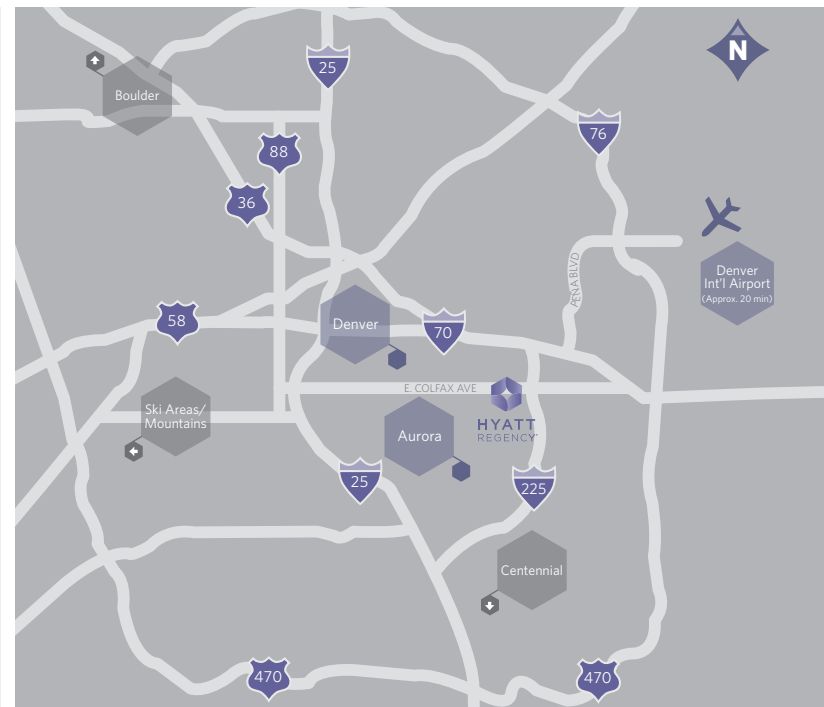 N
25
Boulder
76
88
36
PENA BLVD
Denver
Int'l Airport
(Approx. 20 min)
58
Denver
70
E. COLFAX AVE
Ski Areas/
Mountains
HYATT
REGENCY
Aurora
25
225
Centennial
470
470